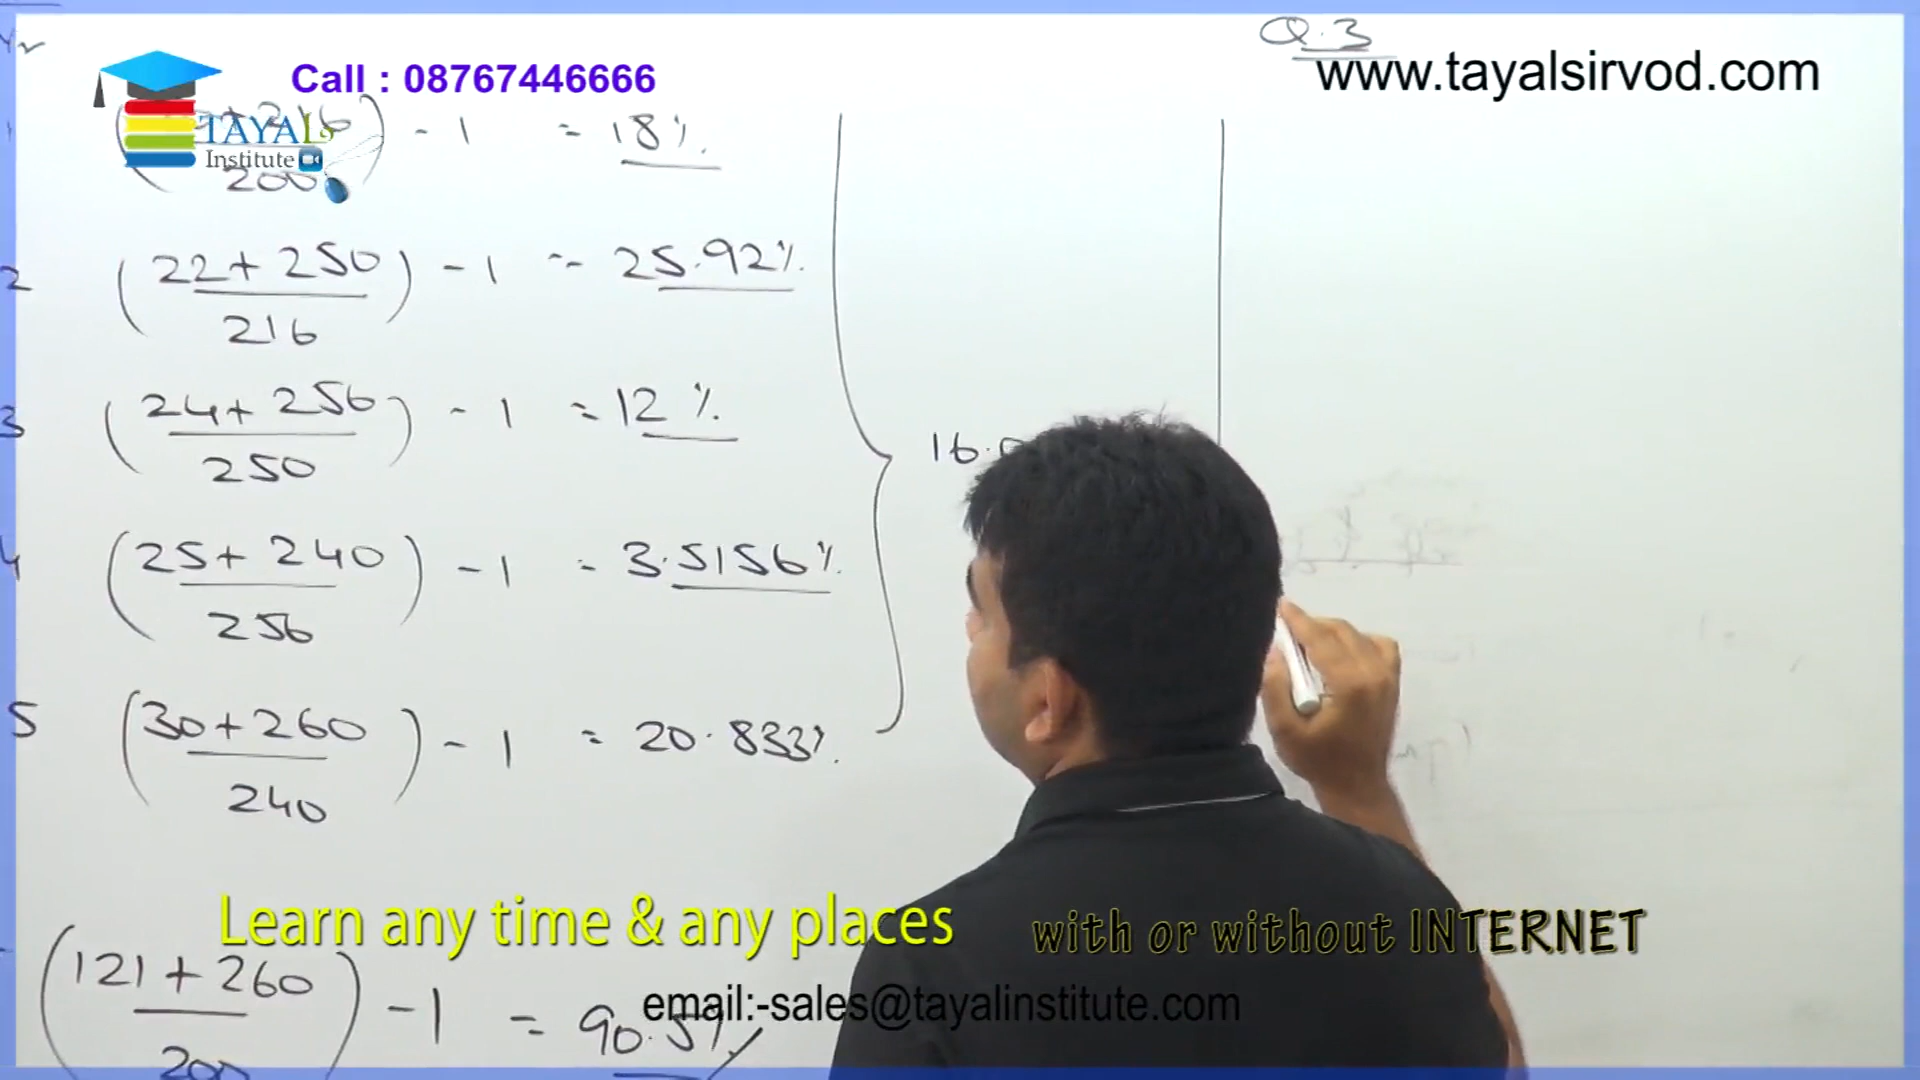 Q.3
Call : 08767446666
www.tayalsirvod.com
TAYALs
Institute
+ 216) - 1 = 18%.
200
2 (22 + 250) - 1 = 25.92%.
216
3 (24 + 256) - 1 = 12%.
250
16.
4 (25 + 240) - 1 = 3.5156%.
256
5 (30 + 260) - 1 = 20.833%.
240
Learn any time & any places
with or without INTERNET
(121 + 260) - 1 = 90.5%
200
email:-sales@tayalinstitute.com